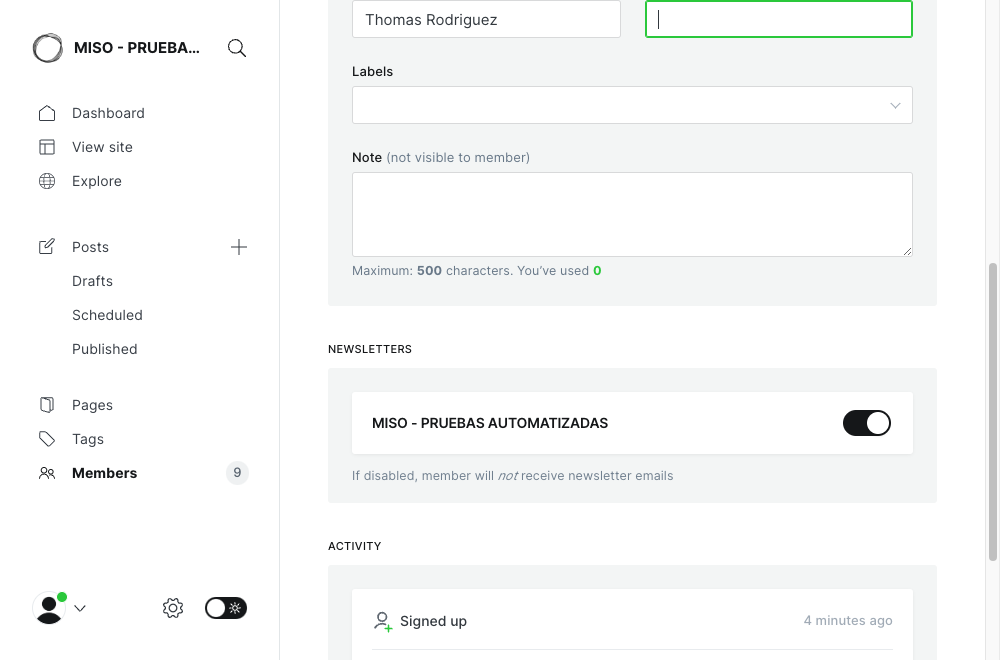 MISO - PRUEBA...
Dashboard
View site
Explore
Posts
Drafts
Scheduled
Published
Pages
Tags
Members 9
Thomas Rodriguez
Labels
Note (not visible to member)
Maximum: 500 characters. You’ve used 0
NEWSLETTERS
MISO - PRUEBAS AUTOMATIZADAS
If disabled, member will not receive newsletter emails
ACTIVITY
Signed up 4 minutes ago